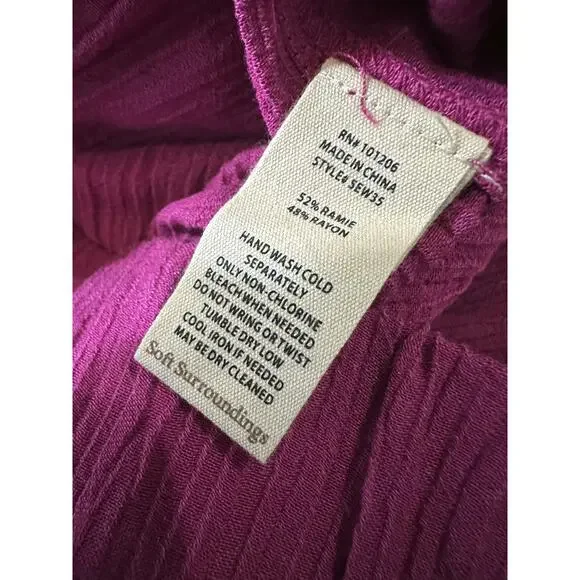 RN# 101206
MADE IN CHINA
STYLE# SEW35
52% RAMIE
48% RAYON
HAND WASH COLD
SEPARATELY
ONLY NON-CHLORINE
BLEACH WHEN NEEDED
DO NOT WRING OR TWIST
TUMBLE DRY LOW
COOL IRON IF NEEDED
MAY BE DRY CLEANED
Soft Surroundings